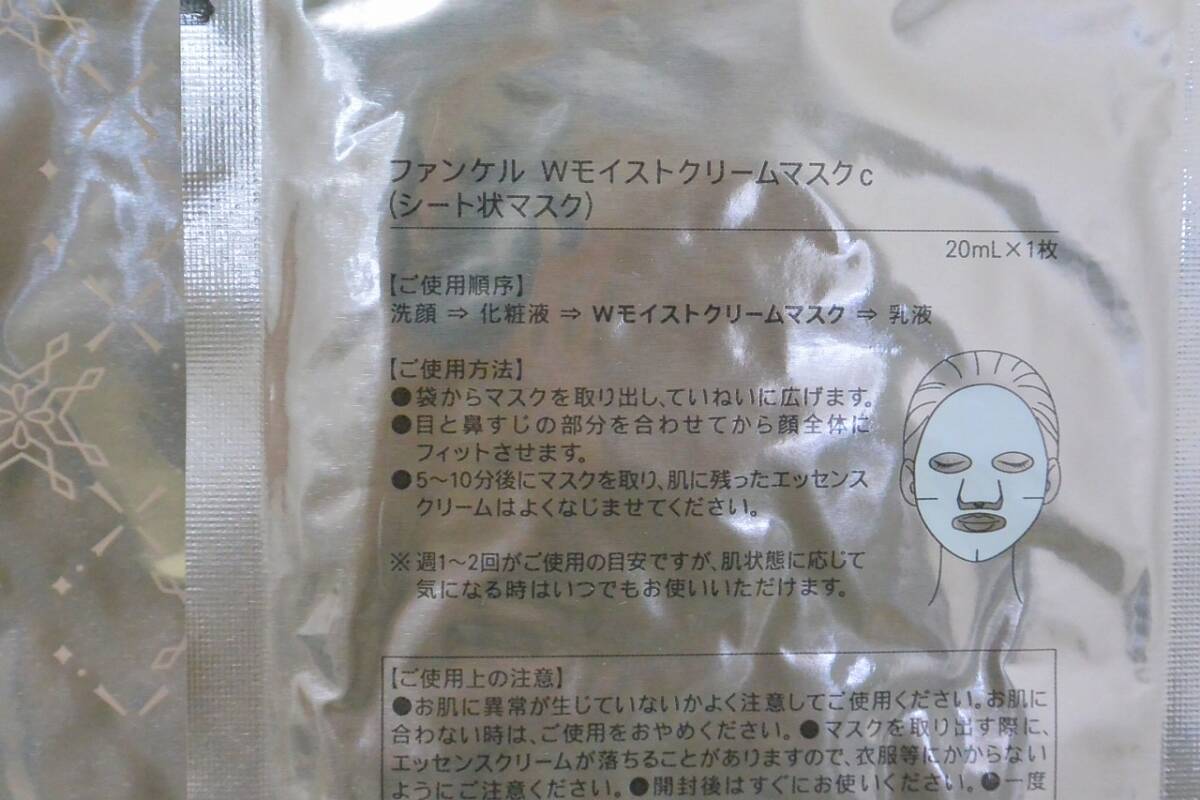 ファンケル Wモイストクリームマスクc
(シート状マスク)
20mL×1枚
【ご使用順序】
洗顔 ⇒ 化粧液 ⇒ Wモイストクリームマスク ⇒ 乳液
【ご使用方法】
●袋からマスクを取り出し、ていねいに広げます。
●目と鼻すじの部分を合わせてから顔全体に
フィットさせます。
●5〜10分後にマスクを取り、肌に残ったエッセンス
クリームはよくなじませてください。
※週1〜2回がご使用の目安ですが、肌状態に応じて
気になる時はいつでもお使いいただけます。
【ご使用上の注意】
●お肌に異常が生じていないかよく注意してご使用ください。お肌に
合わない時は、ご使用をおやめください。●マスクを取り出す際に、
エッセンスクリームが落ちることがありますので、衣服等にかからない
ようにご注意ください。●開封後はすぐにお使いください。●一度